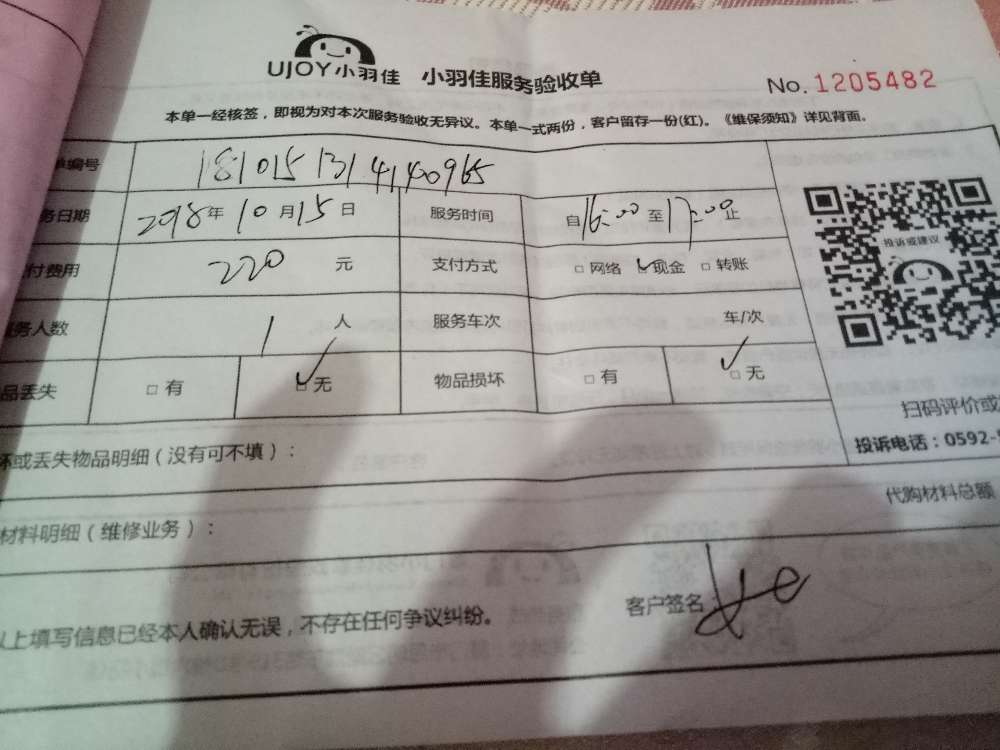 UJOY小羽佳 小羽佳服务验收单 No. 1205482
本单一经核签，即视为对本次服务验收无异议。本单一式两份，客户留存一份(红)。《维保须知》详见背面。
单编号 1810151314140965
务日期 2018年10月15日 服务时间 自16:00至17:00止
付费用 220 元 支付方式 □网络 ☑现金 □转账
投诉或建议
服务人数 1 人 服务车次 车/次
品丢失 □有 ☑无 物品损坏 □有 ☑无
扫码评价或
坏或丢失物品明细（没有可不填）： 投诉电话：0592-
材料明细（维修业务）： 代购材料总额
以上填写信息已经本人确认无误，不存在任何争议纠纷。 客户签名